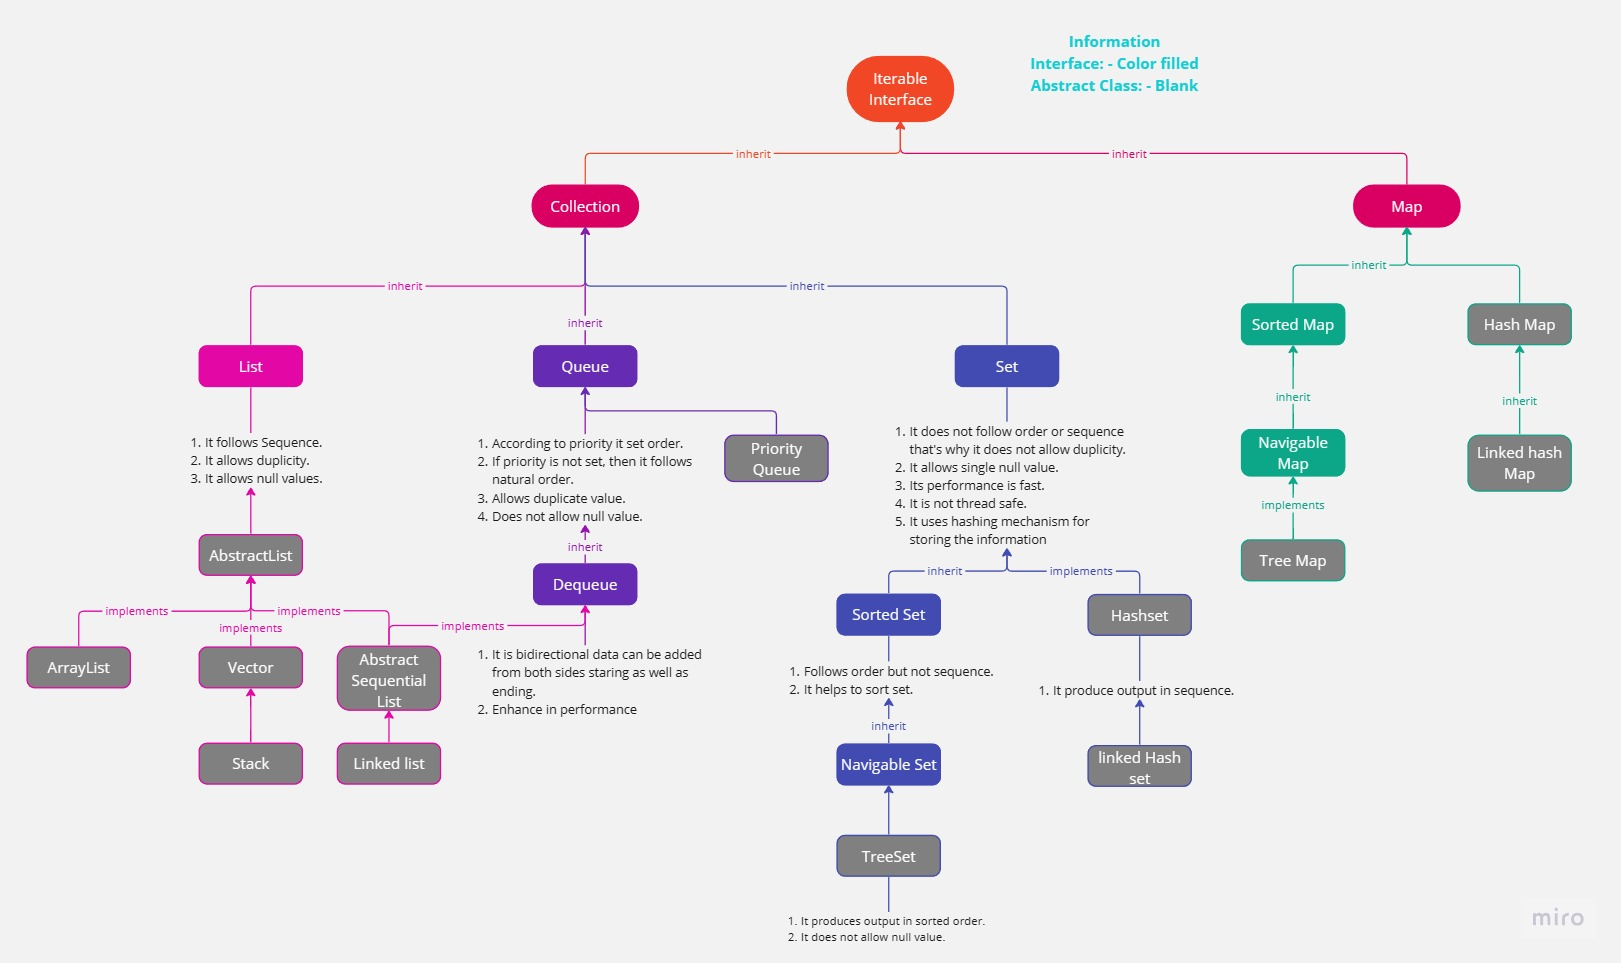 Information
Interface: - Color filled
Abstract Class: - Blank
Iterable
Interface
inherit
inherit
Collection
Map
inherit
inherit
inherit
inherit
List
Queue
Set
Sorted Map
Hash Map
1. It follows Sequence.
2. It allows duplicity.
3. It allows null values.
1. According to priority it set order.
2. If priority is not set, then it follows
natural order.
3. Allows duplicate value.
4. Does not allow null value.
Priority
Queue
1. It does not follow order or sequence
that's why it does not allow duplicity.
2. It allows single null value.
3. Its performance is fast.
4. It is not thread safe.
5. It uses hashing mechanism for
storing the information
inherit
inherit
Navigable
Map
Linked hash
Map
implements
Tree Map
AbstractList
inherit
Dequeue
implements
implements
implements
implements
inherit
implements
ArrayList
Vector
Abstract
Sequential
List
1. It is bidirectional data can be added
from both sides staring as well as
ending.
2. Enhance in performance
Sorted Set
Hashset
1. Follows order but not sequence.
2. It helps to sort set.
1. It produce output in sequence.
inherit
Stack
Linked list
Navigable Set
linked Hash
set
TreeSet
1. It produces output in sorted order.
2. It does not allow null value.
miro